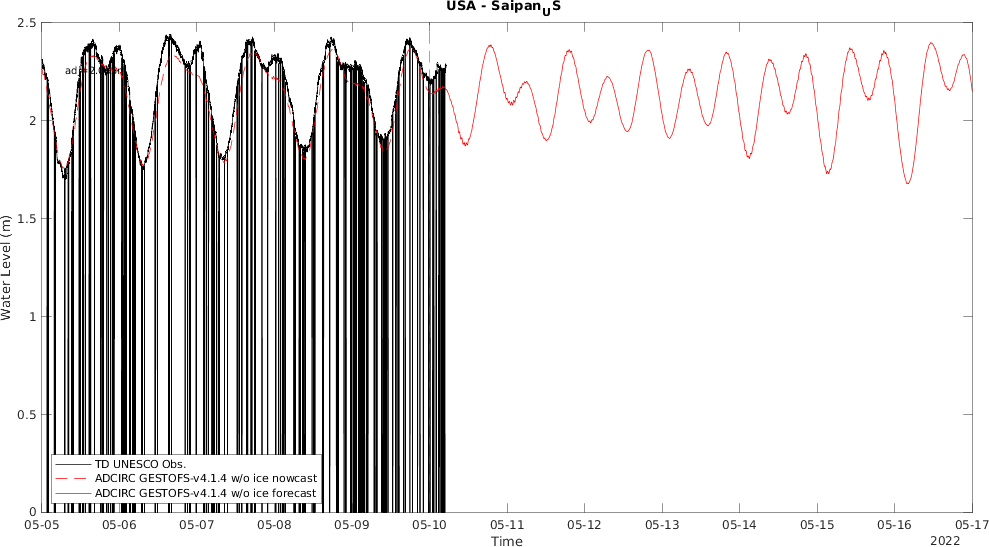 USA - Saipan_US
2.5
2
1.5
1
0.5
0
Water Level (m)
TD UNESCO Obs.
ADCIRC GESTOFS-v4.1.4 w/o ice nowcast
ADCIRC GESTOFS-v4.1.4 w/o ice forecast
05-05 05-06 05-07 05-08 05-09 05-10 05-11 05-12 05-13 05-14 05-15 05-16 05-17
Time
2022